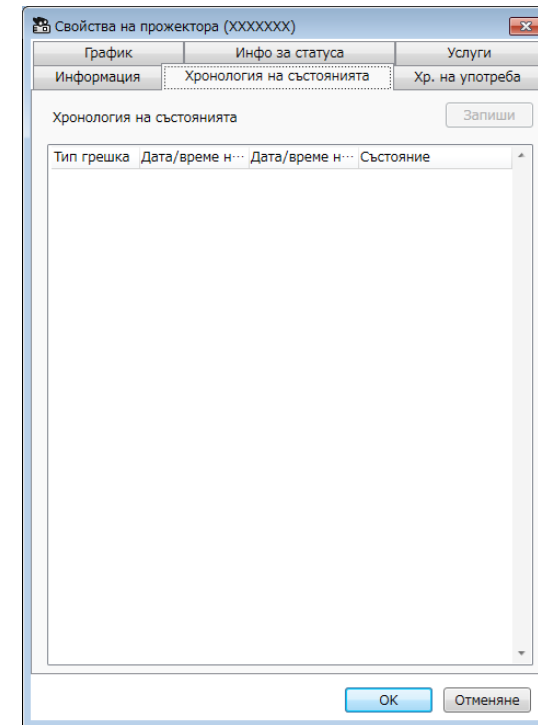 Свойства на прожектора (XXXXXXX)
График Инфо за статуса Услуги
Информация Хронология на състоянията Хр. на употреба
Хронология на състоянията Запиши
Тип грешка Дата/време н... Дата/време н... Състояние
OK Отменяне